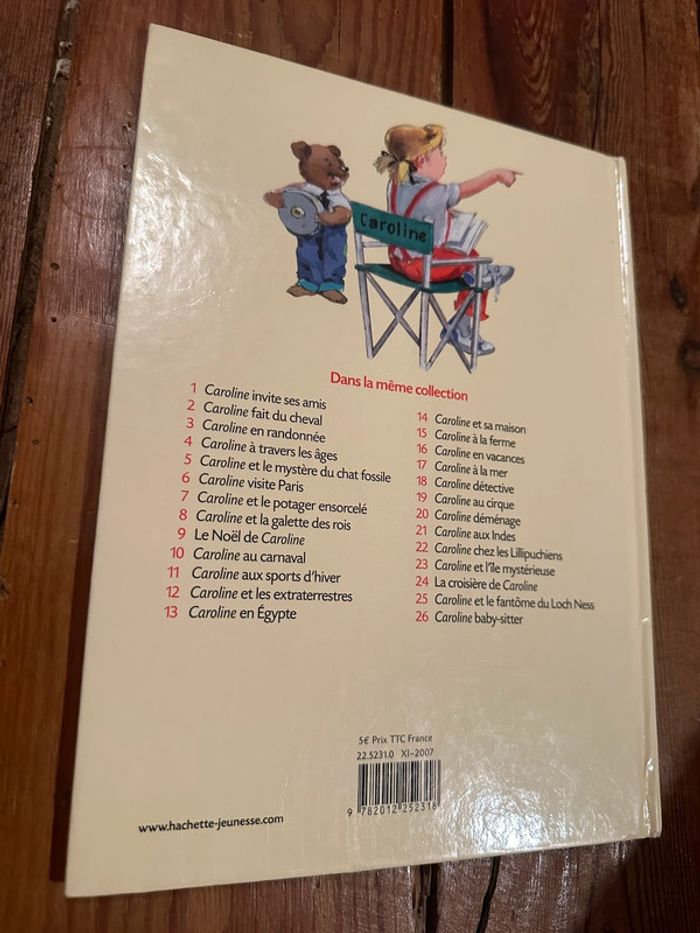 Caroline
Dans la même collection
1 Caroline invite ses amis
2 Caroline fait du cheval
3 Caroline en randonnée
4 Caroline à travers les âges
5 Caroline et le mystère du chat fossile
6 Caroline visite Paris
7 Caroline et le potager ensorcelé
8 Caroline et la galette des rois
9 Le Noël de Caroline
10 Caroline au carnaval
11 Caroline aux sports d'hiver
12 Caroline et les extraterrestres
13 Caroline en Égypte
14 Caroline et sa maison
15 Caroline à la ferme
16 Caroline en vacances
17 Caroline à la mer
18 Caroline détective
19 Caroline au cirque
20 Caroline déménage
21 Caroline aux Indes
22 Caroline chez les Lillipuchiens
23 Caroline et l'île mystérieuse
24 La croisière de Caroline
25 Caroline et le fantôme du Loch Ness
26 Caroline baby-sitter
5€ Prix TTC France
22.5231.0 XI-2007
9 782012 252318
www.hachette-jeunesse.com